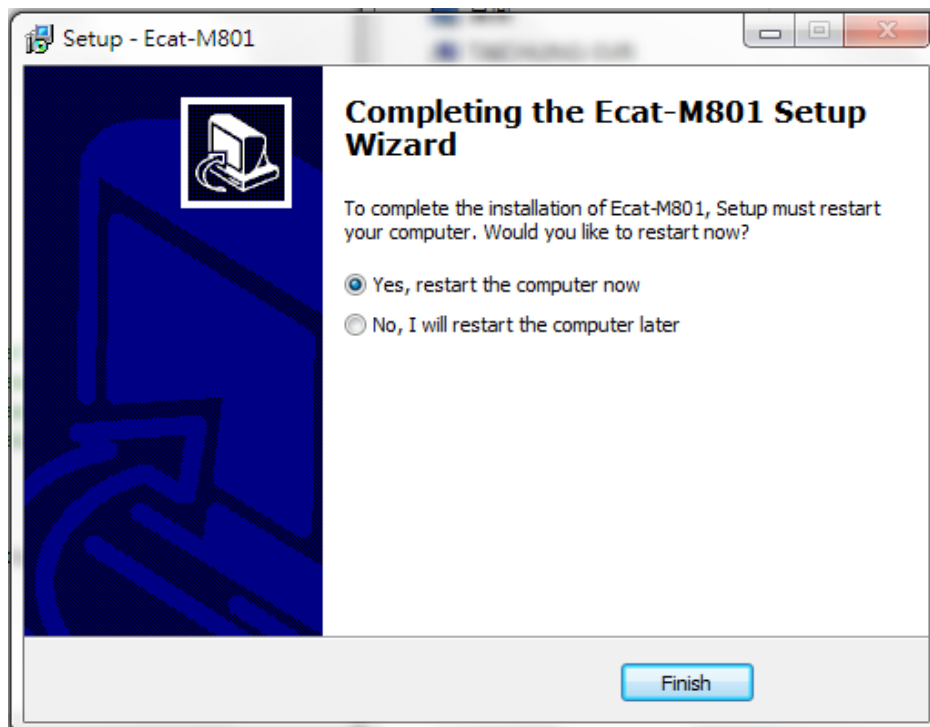 Setup - Ecat-M801
Completing the Ecat-M801 Setup
Wizard
To complete the installation of Ecat-M801, Setup must restart
your computer. Would you like to restart now?
Yes, restart the computer now
No, I will restart the computer later
Finish